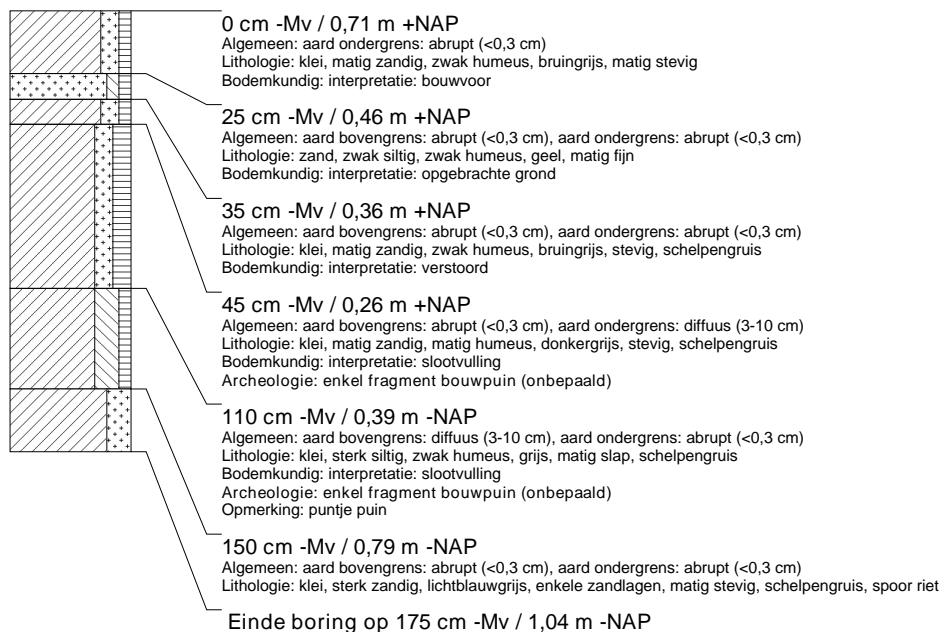 0 cm -Mv / 0,71 m +NAP
Algemeen: aard ondergrens: abrupt (<0,3 cm)
Lithologie: klei, matig zandig, zwak humeus, bruingrijs, matig stevig
Bodemkundig: interpretatie: bouwvoor
25 cm -Mv / 0,46 m +NAP
Algemeen: aard bovengrens: abrupt (<0,3 cm), aard ondergrens: abrupt (<0,3 cm)
Lithologie: zand, zwak siltig, zwak humeus, geel, matig fijn
Bodemkundig: interpretatie: opgebrachte grond
35 cm -Mv / 0,36 m +NAP
Algemeen: aard bovengrens: abrupt (<0,3 cm), aard ondergrens: abrupt (<0,3 cm)
Lithologie: klei, matig zandig, zwak humeus, bruingrijs, stevig, schelpengruis
Bodemkundig: interpretatie: verstoord
45 cm -Mv / 0,26 m +NAP
Algemeen: aard bovengrens: abrupt (<0,3 cm), aard ondergrens: diffuus (3-10 cm)
Lithologie: klei, matig zandig, matig humeus, donkergrijs, stevig, schelpengruis
Bodemkundig: interpretatie: slootvulling
Archeologie: enkel fragment bouwpuin (onbepaald)
110 cm -Mv / 0,39 m -NAP
Algemeen: aard bovengrens: diffuus (3-10 cm), aard ondergrens: abrupt (<0,3 cm)
Lithologie: klei, sterk siltig, zwak humeus, grijs, matig slap, schelpengruis
Bodemkundig: interpretatie: slootvulling
Archeologie: enkel fragment bouwpuin (onbepaald)
Opmerking: puntje puin
150 cm -Mv / 0,79 m -NAP
Algemeen: aard bovengrens: abrupt (<0,3 cm), aard ondergrens: abrupt (<0,3 cm)
Lithologie: klei, sterk zandig, lichtblauwgrijs, enkele zandlagen, matig stevig, schelpengruis, spoor riet
Einde boring op 175 cm -Mv / 1,04 m -NAP